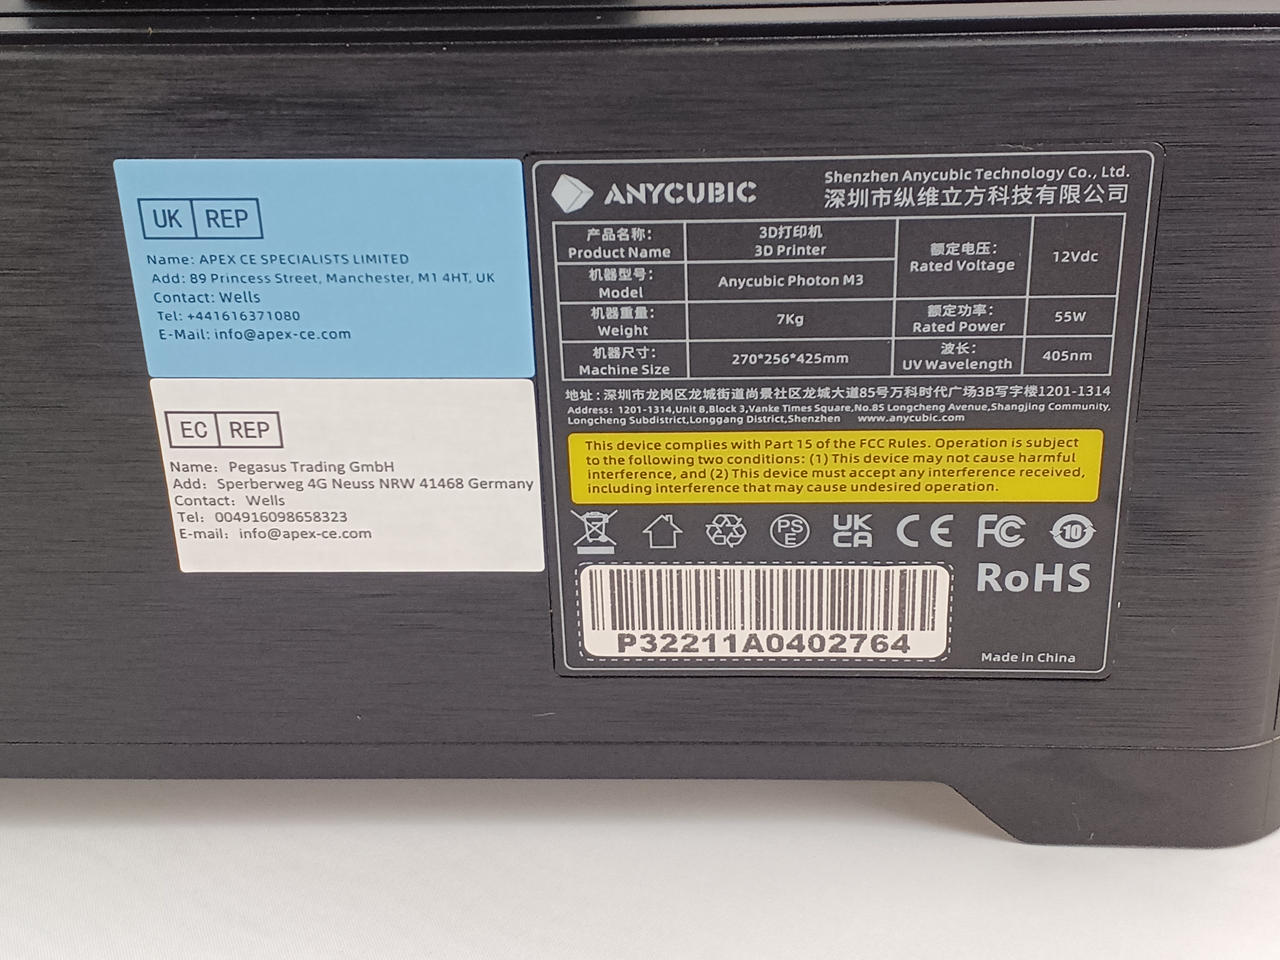 UK REP
Name: APEX CE SPECIALISTS LIMITED
Add: 89 Princess Street, Manchester, M1 4HT, UK
Contact: Wells
Tel: +441616371080
E-Mail: info@apex-ce.com
EC REP
Name: Pegasus Trading GmbH
Add: Sperberweg 4G Neuss NRW 41468 Germany
Contact: Wells
Tel: 004916098658323
E-mail: info@apex-ce.com
ANYCUBIC
Shenzhen Anycubic Technology Co., Ltd.
深圳市纵维立方科技有限公司
产品名称:
Product Name
3D打印机
3D Printer
机器型号:
Model
Anycubic Photon M3
机器重量:
Weight
7Kg
机器尺寸:
Machine Size
270*256*425mm
额定电压:
Rated Voltage
12Vdc
额定功率:
Rated Power
55W
波长:
UV Wavelength
405nm
地址:深圳市龙岗区龙城街道尚景社区龙城大道85号万科时代广场3B写字楼1201-1314
Address: 1201-1314,Unit B,Block 3,Vanke Times Square,No.85 Longcheng Avenue,Shangjing Community,
Longcheng Subdistrict,Longgang District,Shenzhen www.anycubic.com
This device complies with Part 15 of the FCC Rules. Operation is subject
to the following two conditions: (1) This device may not cause harmful
interference, and (2) This device must accept any interference received,
including interference that may cause undesired operation.
PS E UK CA CE FC 10
RoHS
P32211A0402764
Made in China